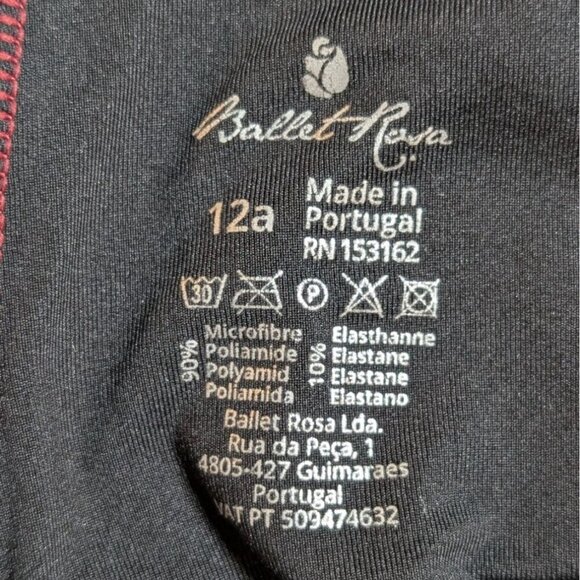 Ballet Rosa
12a
Made in
Portugal
RN 153162
30
P
90%
Microfibre
Poliamide
Polyamid
Poliamida
10%
Elasthanne
Elastane
Elastane
Elastano
Ballet Rosa Lda.
Rua da Peça, 1
4805-427 Guimaraes
Portugal
VAT PT 509474632